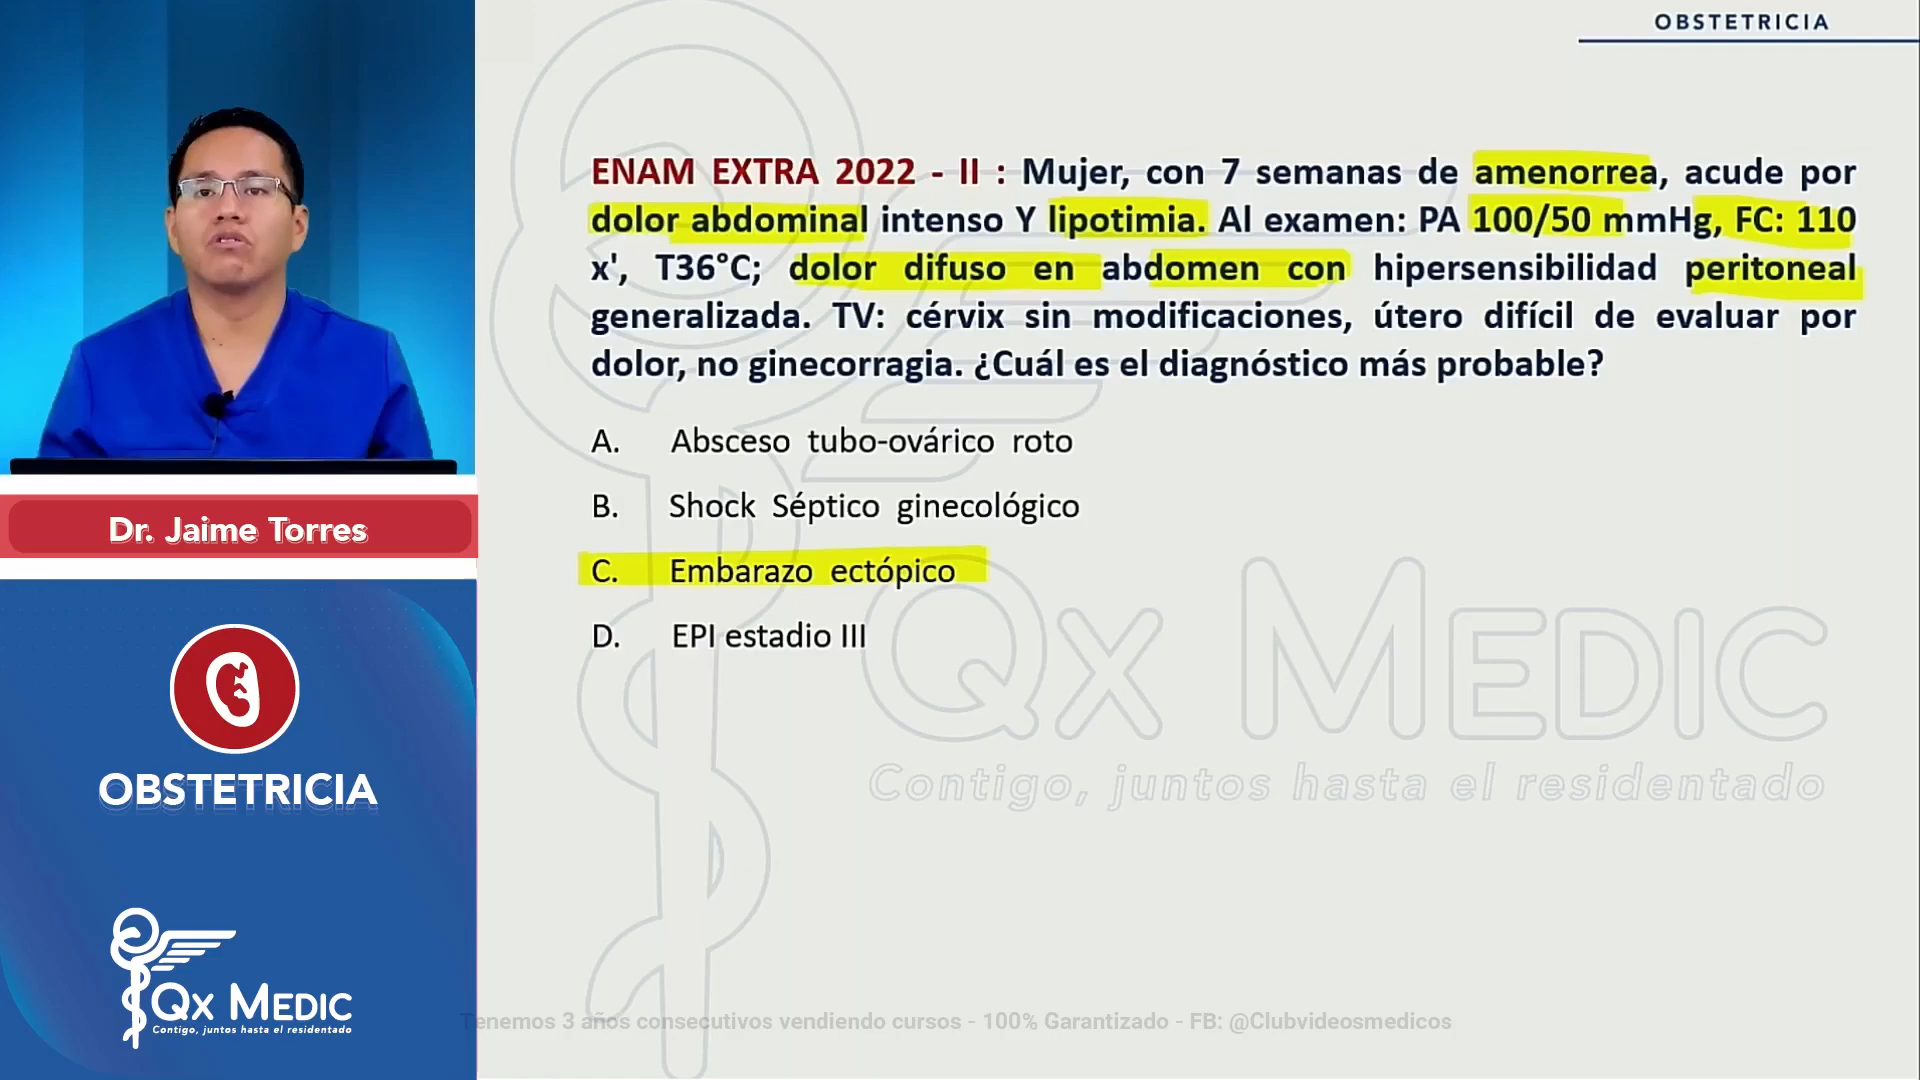 OBSTETRICIA
ENAM EXTRA 2022 - II : Mujer, con 7 semanas de amenorrea, acude por
dolor abdominal intenso Y lipotimia. Al examen: PA 100/50 mmHg, FC: 110
x', T36°C; dolor difuso en abdomen con hipersensibilidad peritoneal
generalizada. TV: cérvix sin modificaciones, útero difícil de evaluar por
dolor, no ginecorragia. ¿Cuál es el diagnóstico más probable?
A. Absceso tubo-ovárico roto
B. Shock Séptico ginecológico
C. Embarazo ectópico
D. EPI estadio III
Dr. Jaime Torres
OBSTETRICIA
QX MEDIC
Contigo, juntos hasta el residentado
QX MEDIC
Contigo, juntos hasta el residentado
Tenemos 3 años consecutivos vendiendo cursos - 100% Garantizado - FB: @Clubvideosmedicos